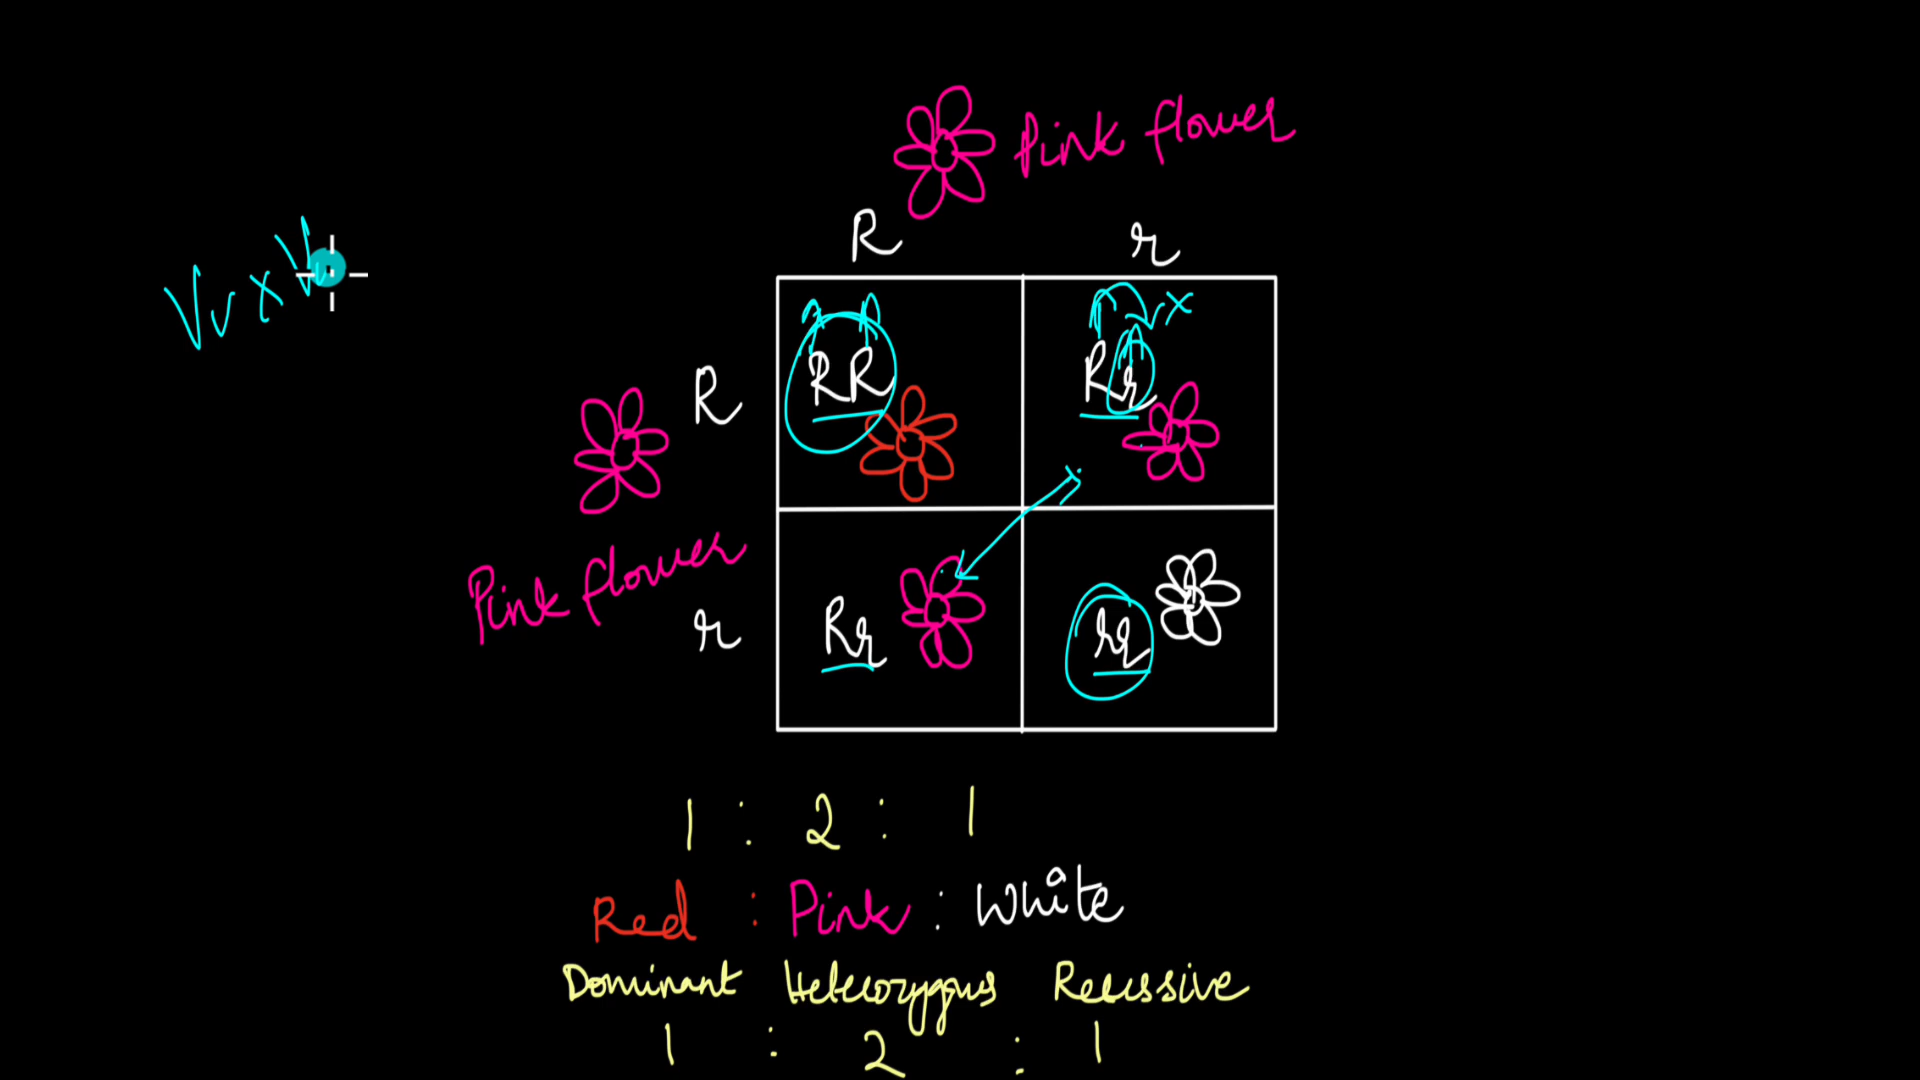 Pink flower
R r
Vv x Vv
R
RR
Rr
Pink flower
r
Rr
rr
1 : 2 : 1
Red : Pink : White
Dominant Heterozygous Recessive
1 : 2 : 1